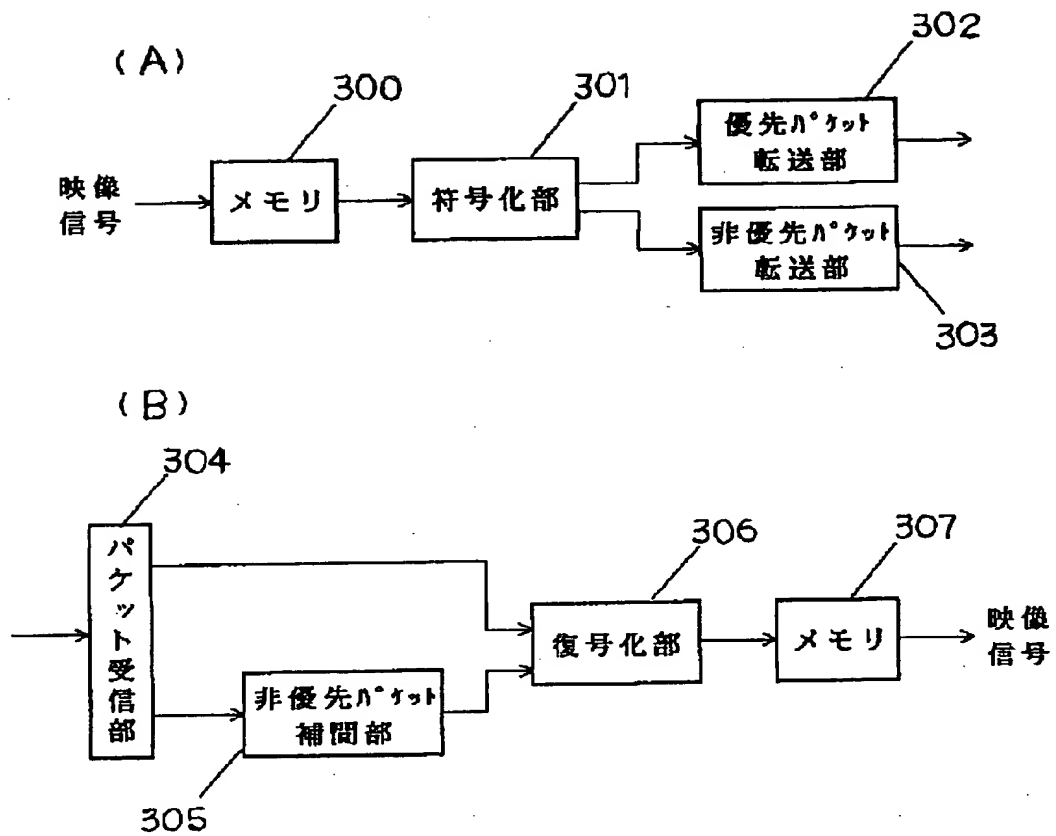 (A)
300
301
302
映像
信号
メモリ
符号化部
優先パケット
転送部
非優先パケット
転送部
303
(B)
304
306
307
パケット受信部
復号化部
メモリ
映像
信号
非優先パケット
補間部
305